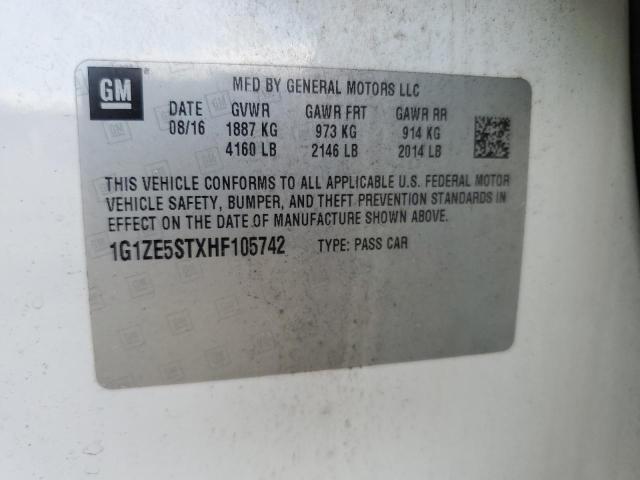 GM
MFD BY GENERAL MOTORS LLC
DATE GVWR GAWR FRT GAWR RR
08/16 1887 KG 973 KG 914 KG
4160 LB 2146 LB 2014 LB
THIS VEHICLE CONFORMS TO ALL APPLICABLE U.S. FEDERAL MOTOR
VEHICLE SAFETY, BUMPER, AND THEFT PREVENTION STANDARDS IN
EFFECT ON THE DATE OF MANUFACTURE SHOWN ABOVE.
1G1ZE5STXHF105742 TYPE: PASS CAR